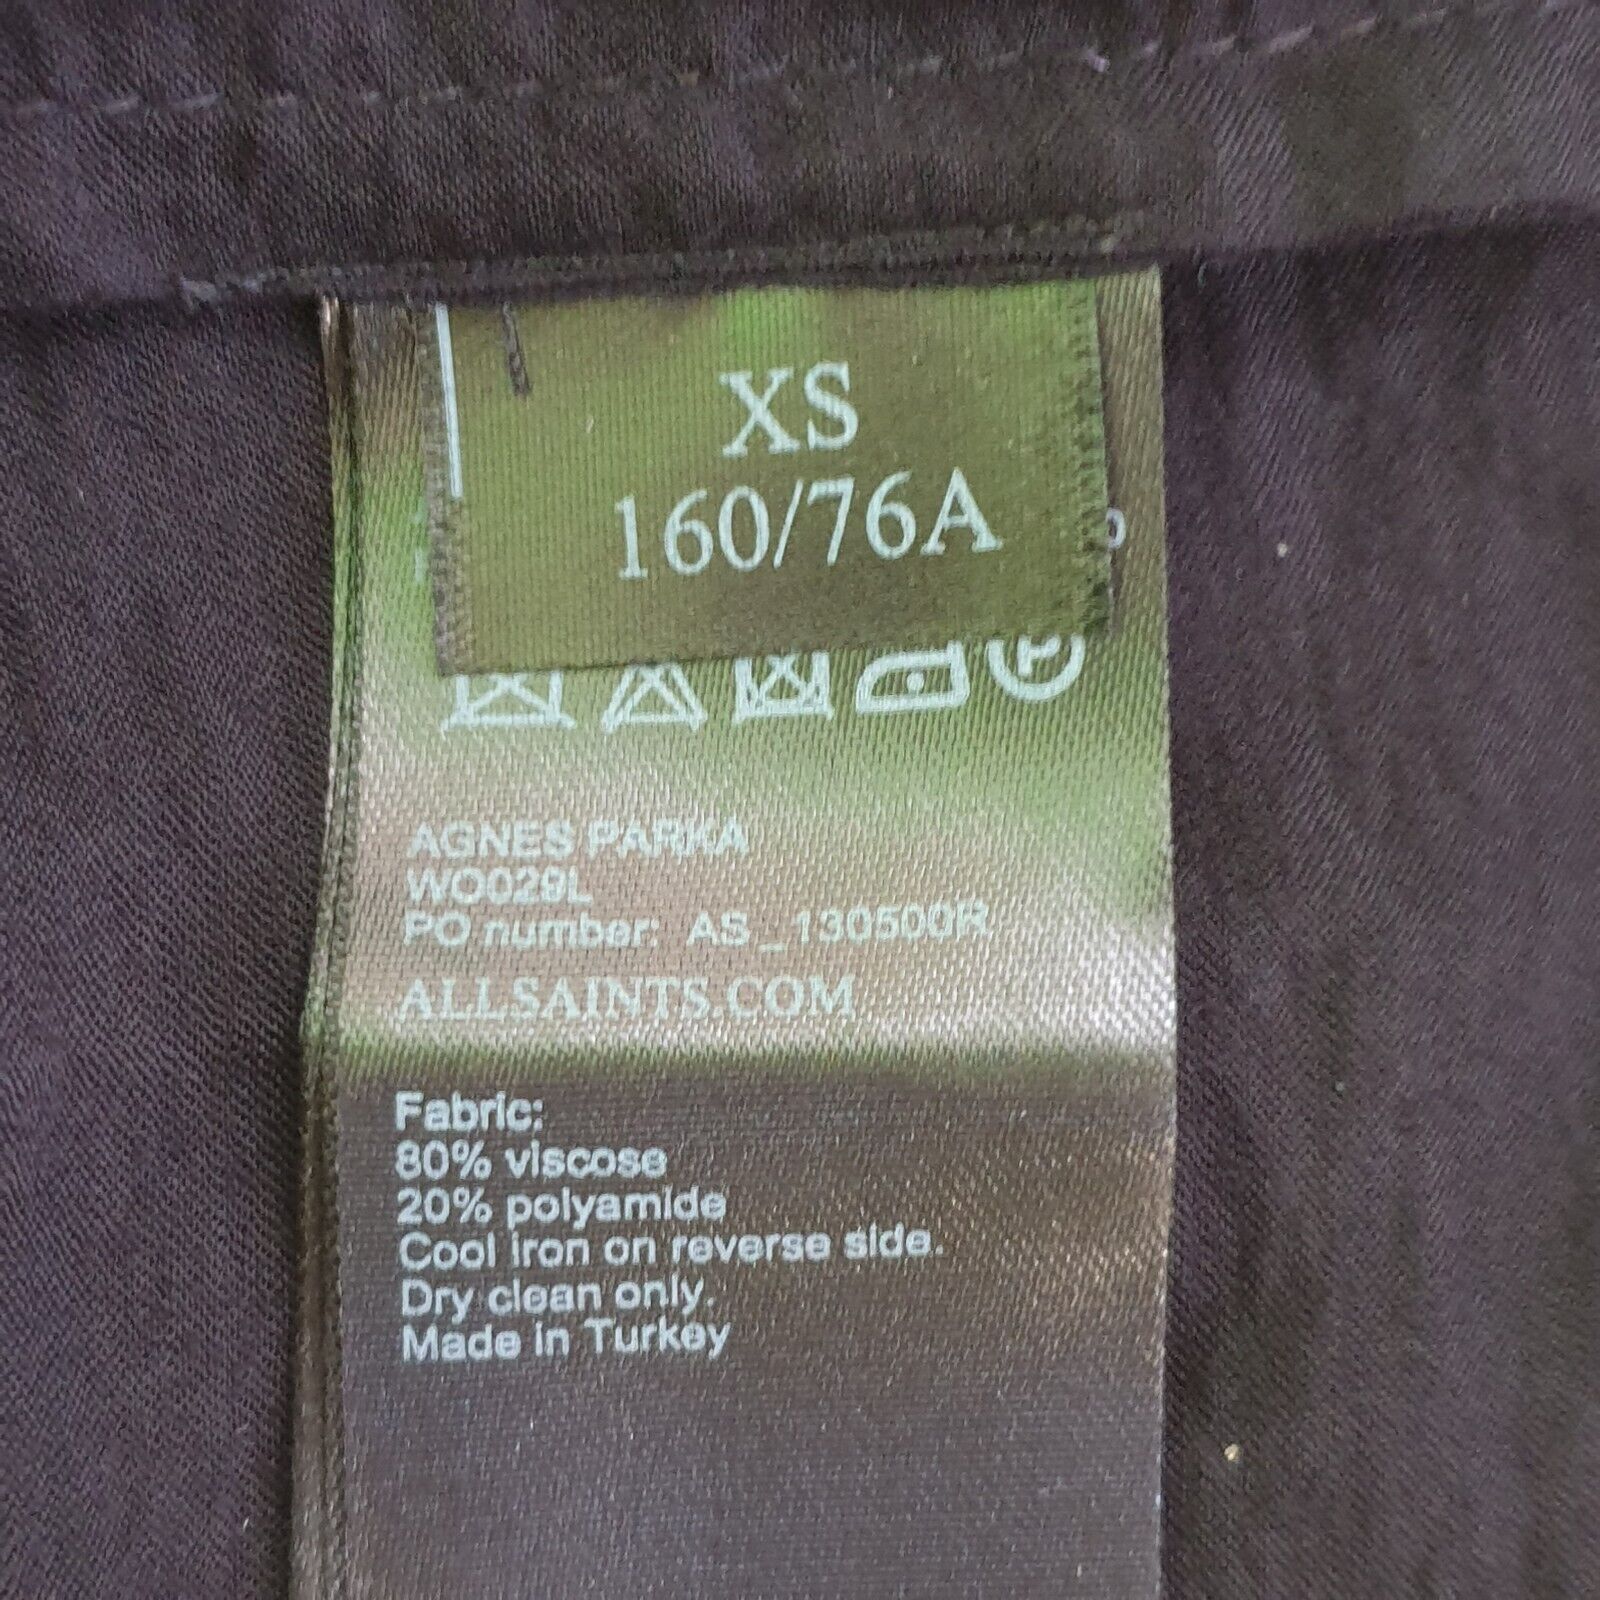 XS
160/76A
P
AGNES PARKA
WO029L
PO number: AS_130500R
ALLSAINTS.COM
Fabric:
80% viscose
20% polyamide
Cool iron on reverse side.
Dry clean only.
Made in Turkey